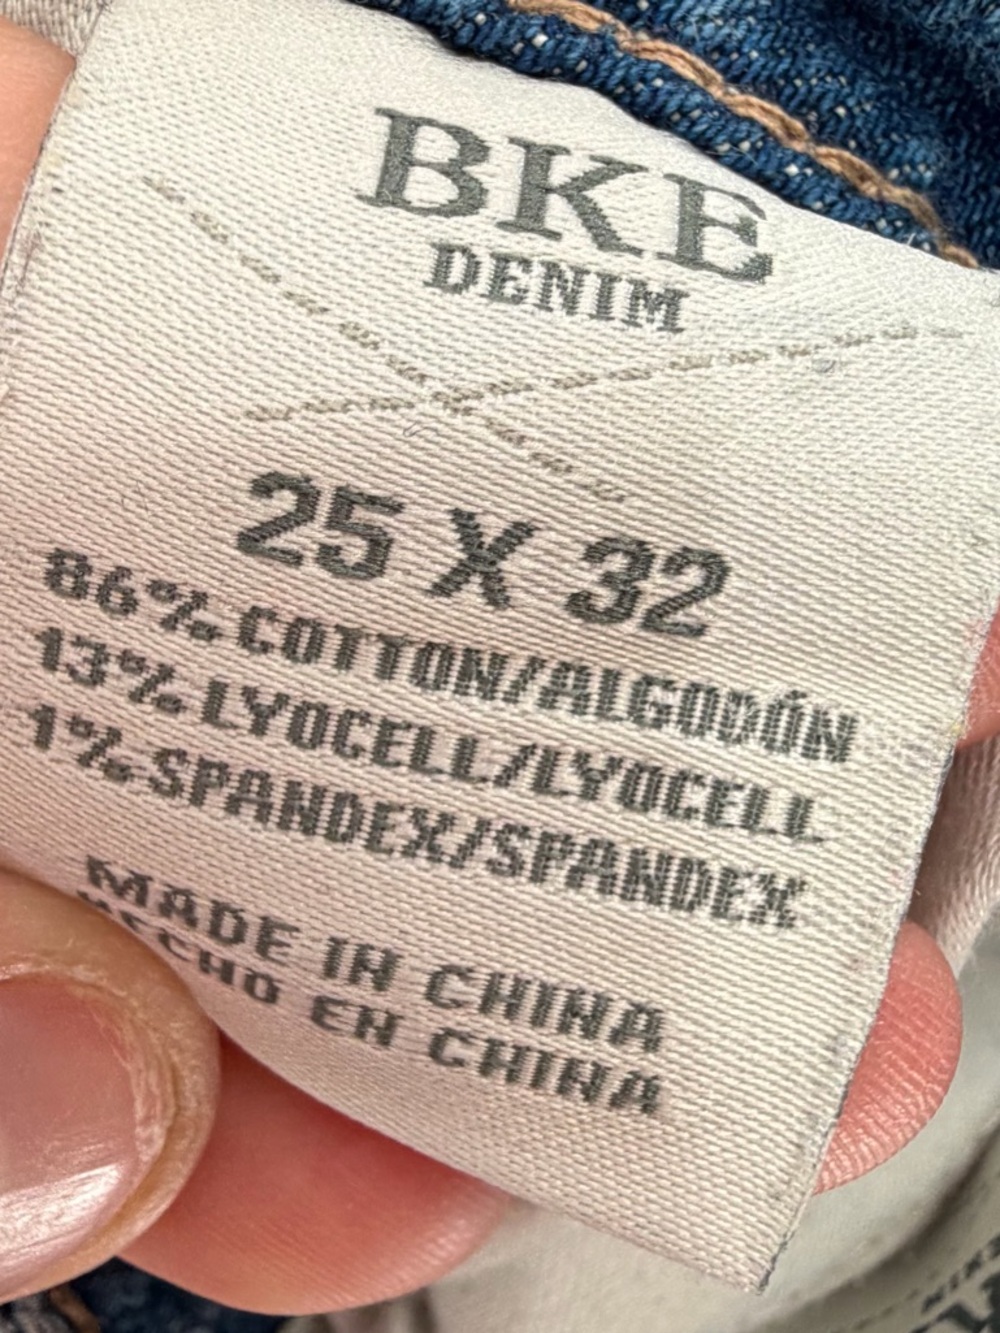 BKE
DENIM
25 X 32
86% COTTON/ALGODÓN
13% LYOCELL/LYOCELL
1% SPANDEX/SPANDEX
MADE IN CHINA
HECHO EN CHINA